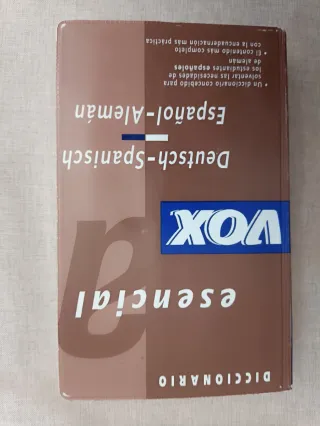 DICCIONARIO
esencial
VOX
Deutsch-Spanisch
Español-Alemán
• Un diccionario concebido para
solventar las necesidades de
los estudiantes españoles
de alemán
• El contenido más completo
con la encuadernación más práctica